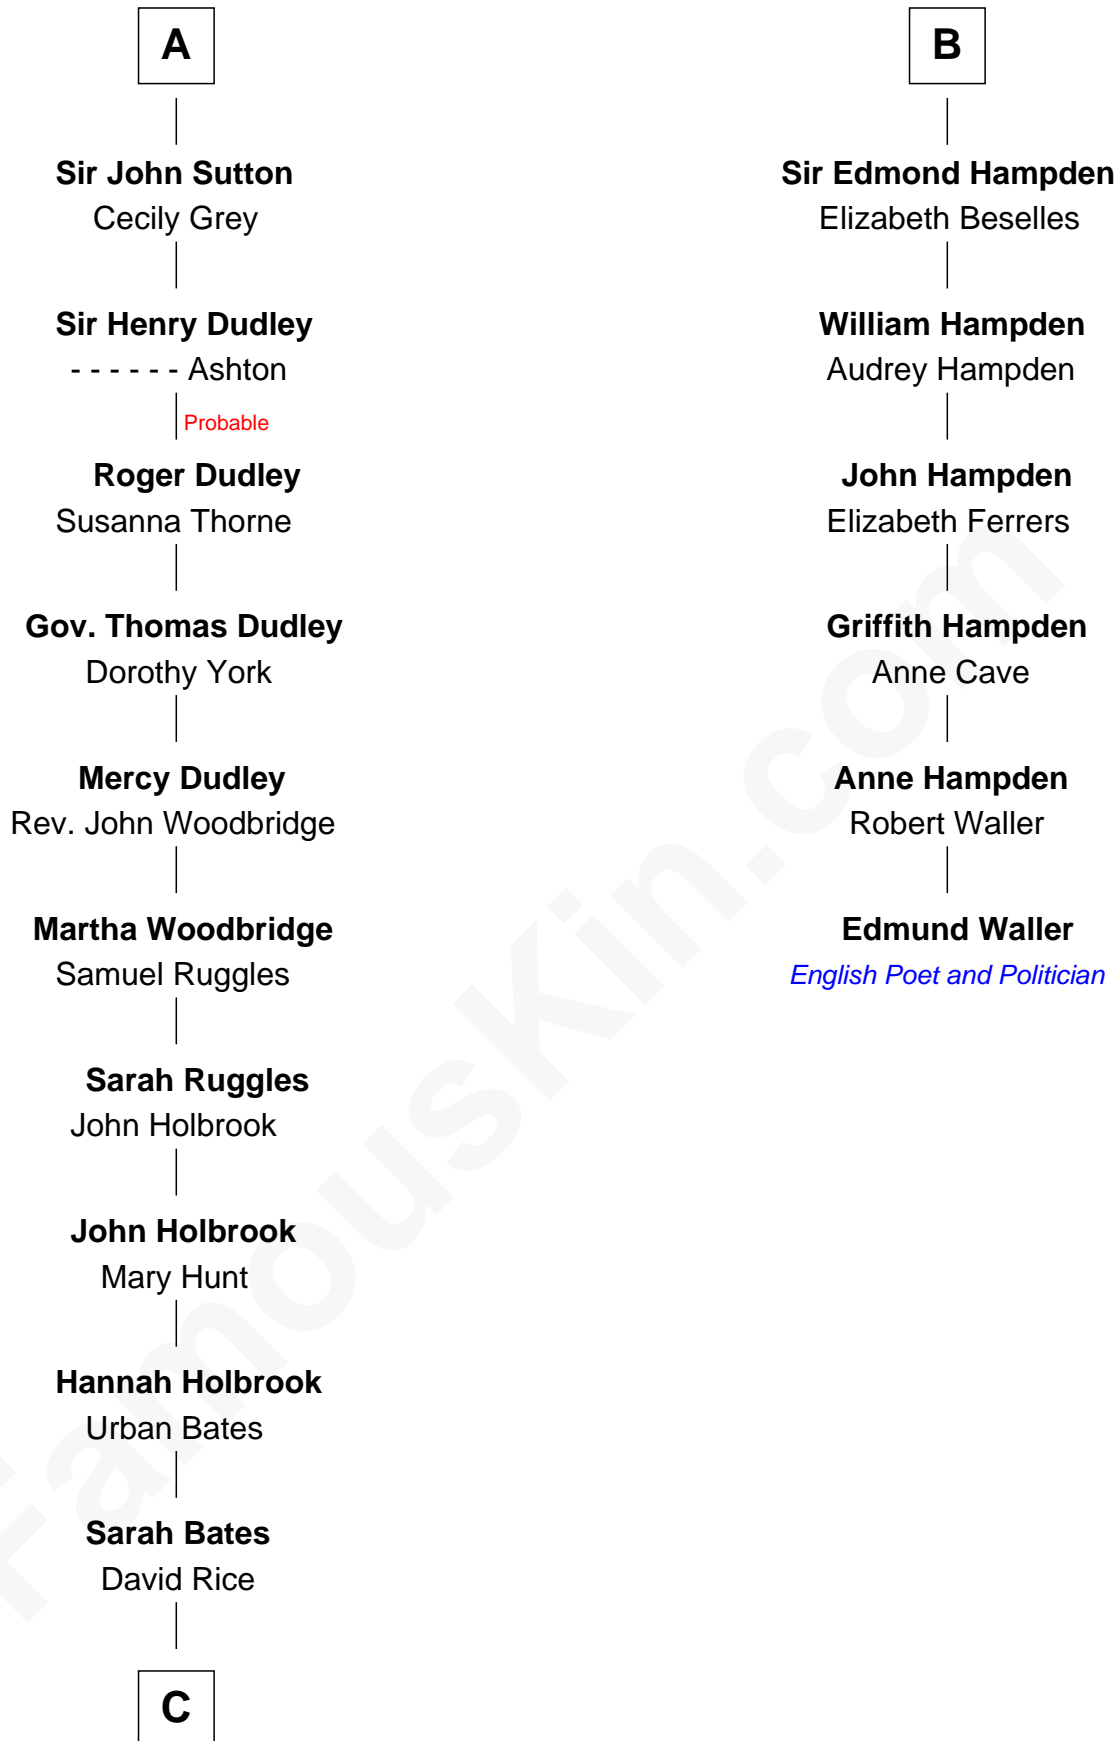 A
Sir John Sutton
Cecily Grey
Sir Henry Dudley
- - - - - - Ashton
Probable
Roger Dudley
Susanna Thorne
Gov. Thomas Dudley
Dorothy York
Mercy Dudley
Rev. John Woodbridge
Martha Woodbridge
Samuel Ruggles
Sarah Ruggles
John Holbrook
John Holbrook
Mary Hunt
Hannah Holbrook
Urban Bates
Sarah Bates
David Rice
C
B
Sir Edmond Hampden
Elizabeth Beselles
William Hampden
Audrey Hampden
John Hampden
Elizabeth Ferrers
Griffith Hampden
Anne Cave
Anne Hampden
Robert Waller
Edmund Waller
English Poet and Politician
FamousKin.com